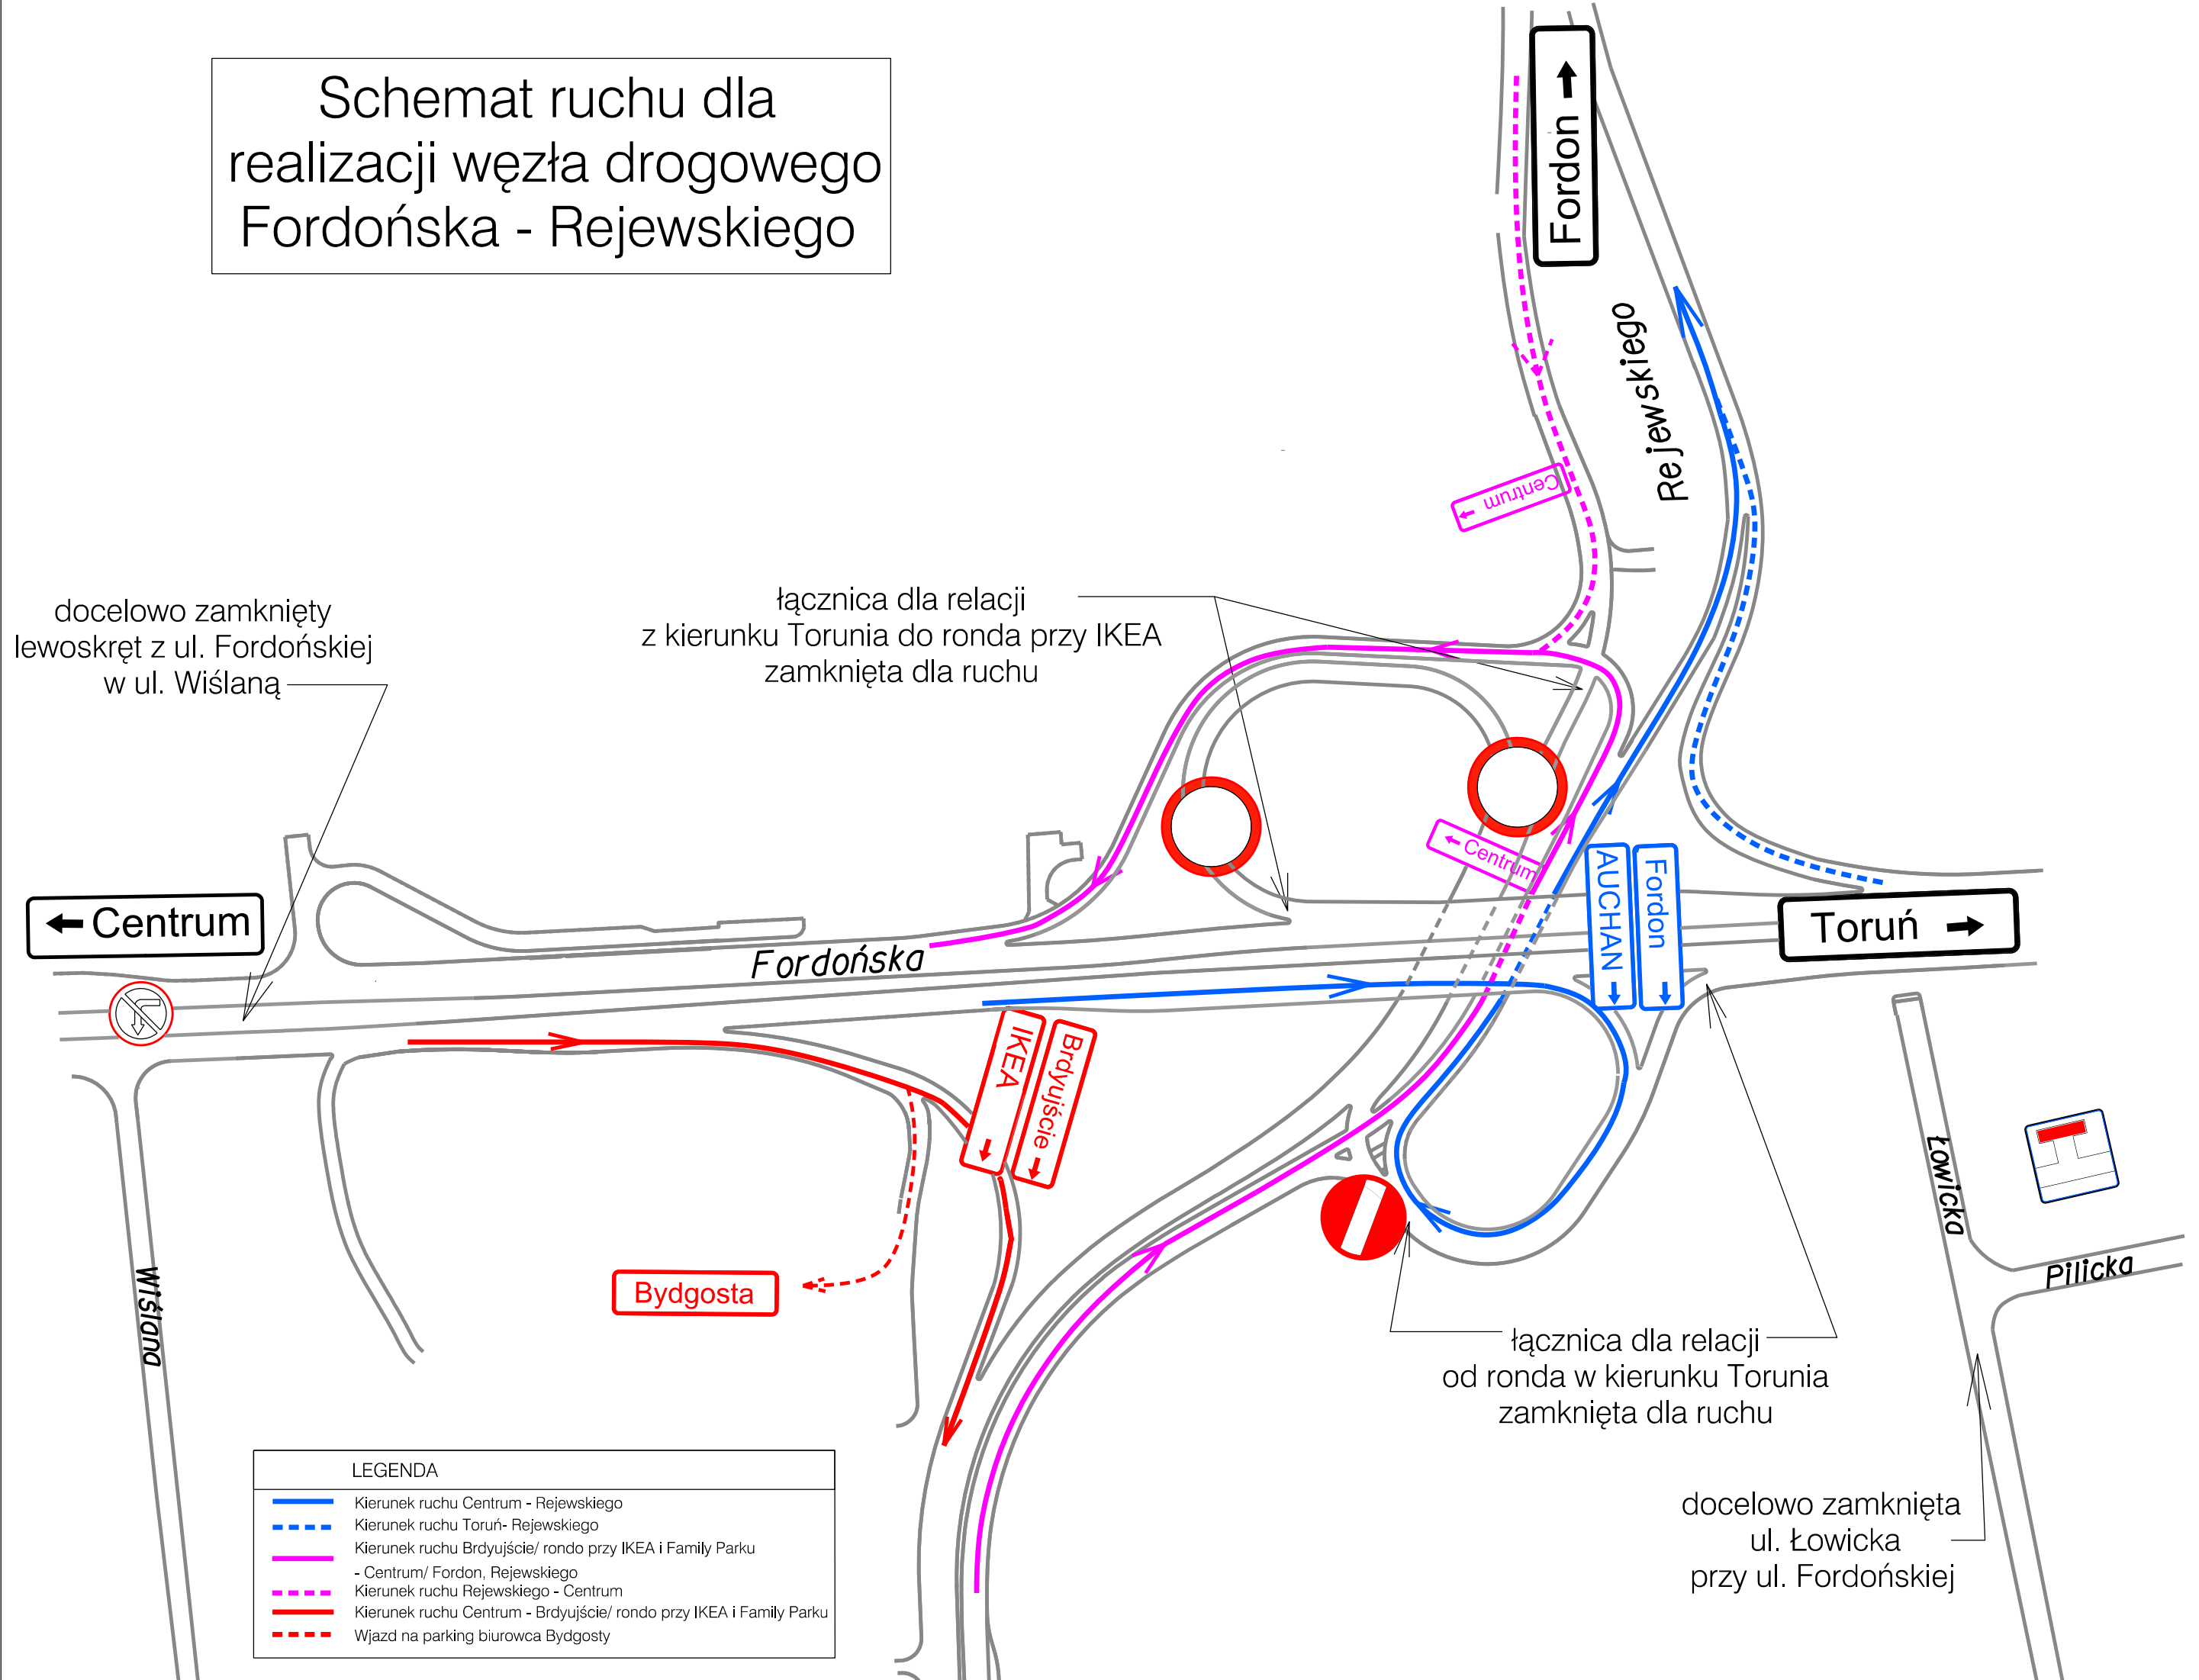 Schemat ruchu dla
realizacji węzła drogowego
Fordońska - Rejewskiego
Fordon
Rejewskiego
Centrum
docelowo zamknięty
lewoskręt z ul. Fordońskiej
w ul. Wiślaną
łącznica dla relacji
z kierunku Torunia do ronda przy IKEA
zamknięta dla ruchu
Centrum
Centrum
AUCHAN
Fordon
Toruń
Fordońska
IKEA
Brdyujście
Bydgosta
Wiślana
Łowicka
Pilicka
łącznica dla relacji
od ronda w kierunku Torunia
zamknięta dla ruchu
docelowo zamknięta
ul. Łowicka
przy ul. Fordońskiej
LEGENDA
Kierunek ruchu Centrum - Rejewskiego
Kierunek ruchu Toruń- Rejewskiego
Kierunek ruchu Brdyujście/ rondo przy IKEA i Family Parku
- Centrum/ Fordon, Rejewskiego
Kierunek ruchu Rejewskiego - Centrum
Kierunek ruchu Centrum - Brdyujście/ rondo przy IKEA i Family Parku
Wjazd na parking biurowca Bydgosty